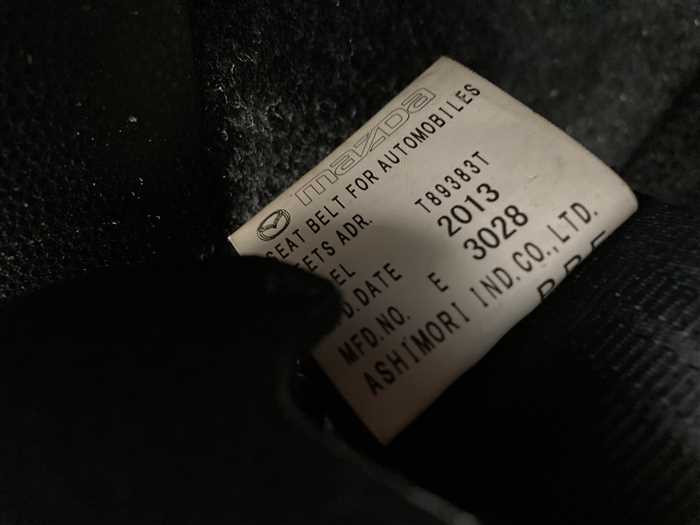 mazda
SEAT BELT FOR AUTOMOBILES
ETS ADR.
EL T89383T
D.DATE 2013
MFD.NO. E 3028
ASHIMORI IND.CO.,LTD.